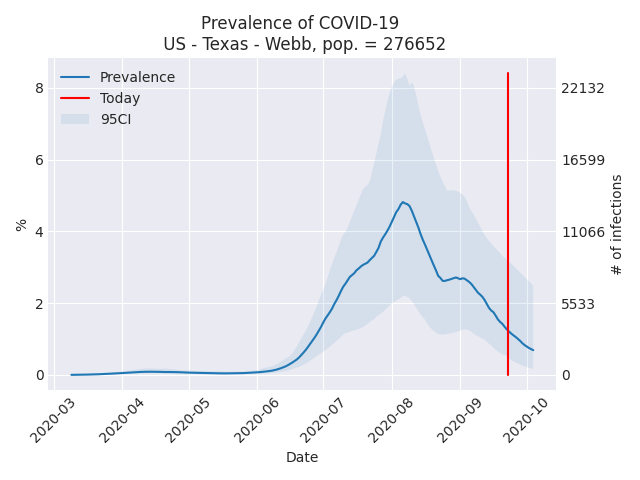 Prevalence of COVID-19
US - Texas - Webb, pop. = 276652
Prevalence
Today
95CI
8
6
4
2
0
%
22132
16599
11066
5533
0
# of infections
2020-03
2020-04
2020-05
2020-06
2020-07
2020-08
2020-09
2020-10
Date